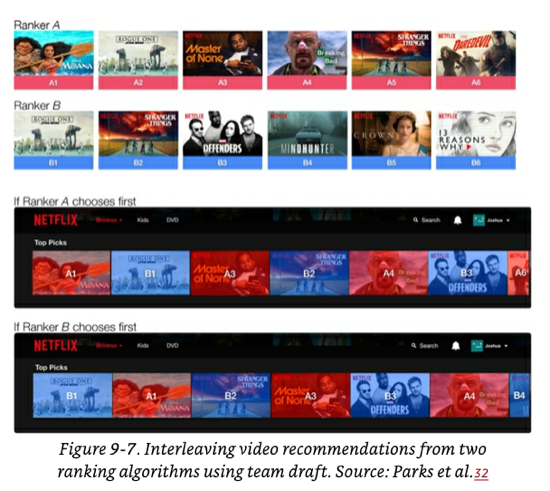 Ranker A
MOANA
ROGUE ONE
NETFLIX
Master
of None
Breaking
Bad
NETFLIX
STRANGER
THINGS
NETFLIX
DAREDEVIL
A1 A2 A3 A4 A5 A6
Ranker B
ROGUE ONE
NETFLIX
STRANGER
THINGS
NETFLIX
DEFENDERS
NETFLIX
MINDHUNTER
NETFLIX
CROWN
NETFLIX
13
REASONS
WHY
B1 B2 B3 B4 B5 B6
If Ranker A chooses first
NETFLIX Browse Kids DVD Search Joshua
Top Picks
A1 B1 A3 B2 A4 B3 A6
MOANA
ROGUE ONE
Master
of None
STRANGER
THINGS
Breaking
Bad
DEFENDERS
If Ranker B chooses first
NETFLIX Browse Kids DVD Search Joshua
Top Picks
B1 A1 B2 A3 B3 A4 B4
ROGUE ONE
MOANA
STRANGER
THINGS
Master
of None
DEFENDERS
Breaking
Bad
Figure 9-7. Interleaving video recommendations from two
ranking algorithms using team draft. Source: Parks et al.32